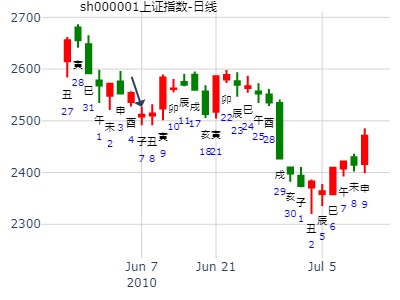 sh000001上证指数-日线
2700
2600
2500
2400
2300
丑 27
寅 28
巳 31
午 1
未 2
申 3
酉 4
子 7
丑 8
寅 9
卯 10
辰 11
戌 17
亥 18
寅 21
卯 22
辰 23
巳 24
午 25
酉 28
戌 29
亥 30
子 1
丑 2
辰 5
巳 6
午 7
未 8
申 9
Jun 7
2010
Jun 21
Jul 5